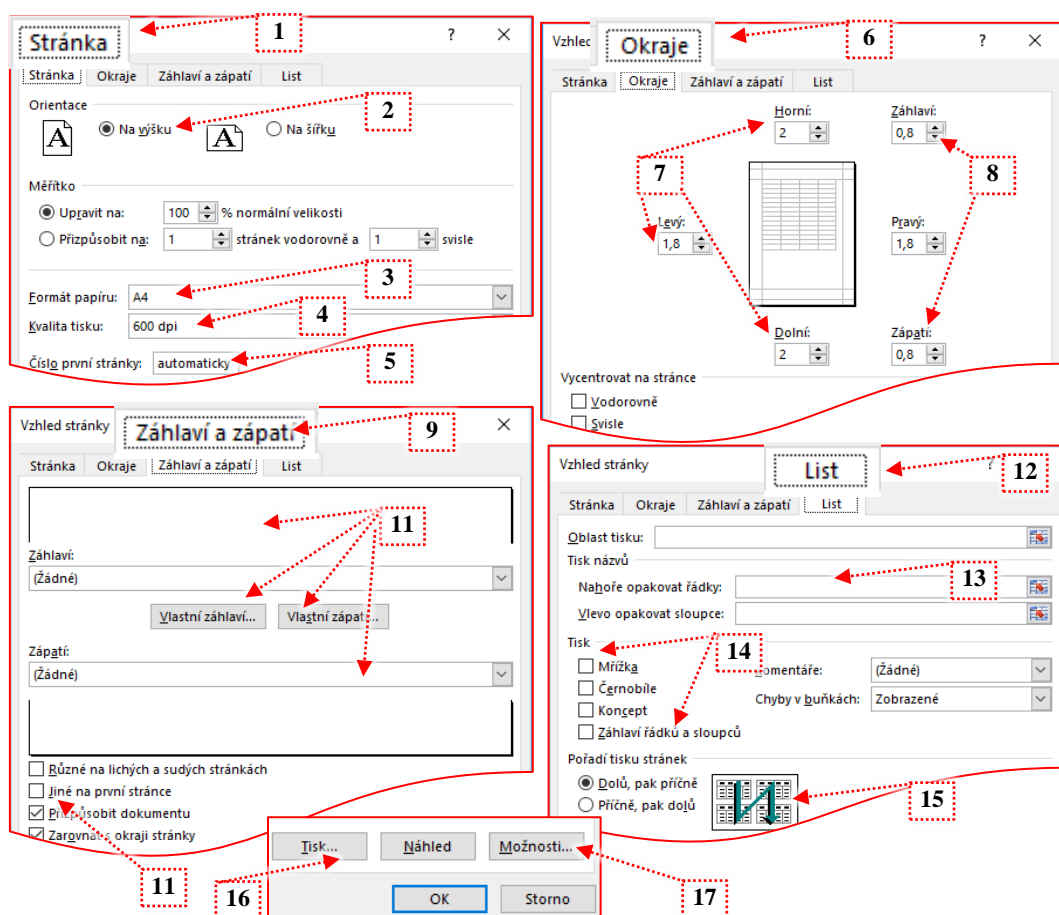 Stránka
1
?
Stránka Okraje Záhlaví a zápatí List
Orientace
A Na výšku A Na šířku
2
Měřítko
Upravit na: 100 % normální velikosti
Přizpůsobit na: 1 stránek vodorovně a 1 svisle
3
Formát papíru: A4
4
Kvalita tisku: 600 dpi
5
Číslo první stránky: automaticky
Vzhled Okraje
6
?
Stránka Okraje Záhlaví a zápatí List
Horní: Záhlaví:
2 0,8
7 8
Levý: Pravý:
1,8 1,8
Dolní: Zápatí:
2 0,8
Vycentrovat na stránce
Vodorovně
Svisle
Vzhled stránky Záhlaví a zápatí
9
Stránka Okraje Záhlaví a zápatí List
11
Záhlaví:
(Žádné)
Vlastní záhlaví... Vlastní zápatí...
Zápatí:
(Žádné)
Různé na lichých a sudých stránkách
Jiné na první stránce
Přizpůsobit dokumentu
Zarovnat s okraji stránky
11
Vzhled stránky List ?
12
Stránka Okraje Záhlaví a zápatí List
Oblast tisku:
Tisk názvů
13
Nahoře opakovat řádky:
Vlevo opakovat sloupce:
Tisk
14
Mřížka Komentáře: (Žádné)
Černobíle Chyby v buňkách: Zobrazené
Koncept
Záhlaví řádků a sloupců
Pořadí tisku stránek
Dolů, pak příčně
Příčně, pak dolů
15
Tisk... Náhled Možnosti...
16 17
OK Storno